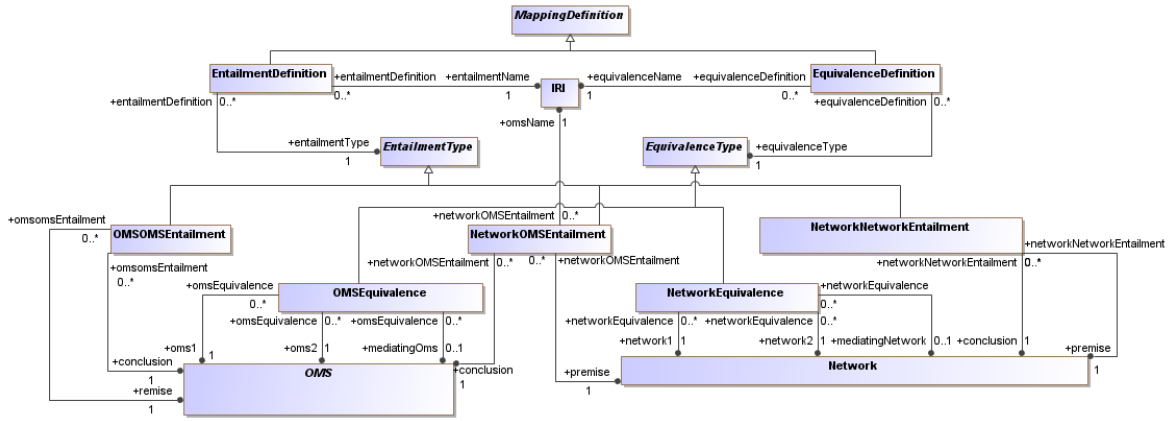 MappingDefinition
EntailmentDefinition
+entailmentDefinition
0..*
+entailmentName
1
IRI
+equivalenceName
1
+equivalenceDefinition
0..*
EquivalenceDefinition
+entailmentDefinition
0..*
+equivalenceDefinition
0..*
+omsName
1
+entailmentType
1
EntailmentType
EquivalenceType
+equivalenceType
1
+omsomsEntailment
0..*
OMSOMSEntailment
+networkOMSEntailment
0..*
NetworkOMSEntailment
NetworkNetworkEntailment
+networkNetworkEntailment
0..*
+omsomsEntailment
0..*
+networkOMSEntailment
0..*
0..*
+networkOMSEntailment
+networkNetworkEntailment
+omsEquivalence
0..*
OMSEquivalence
NetworkEquivalence
+networkEquivalence
0..*
+omsEquivalence
0..*
+omsEquivalence
0..*
+networkEquivalence
0..*
+networkEquivalence
0..*
+oms1
1
+oms2
1
+mediatingOms
0..1
+network1
1
+network2
1
+mediatingNetwork
0..1
+conclusion
1
+premise
1
+conclusion
1
OMS
+conclusion
1
+premise
1
Network
+remise
1